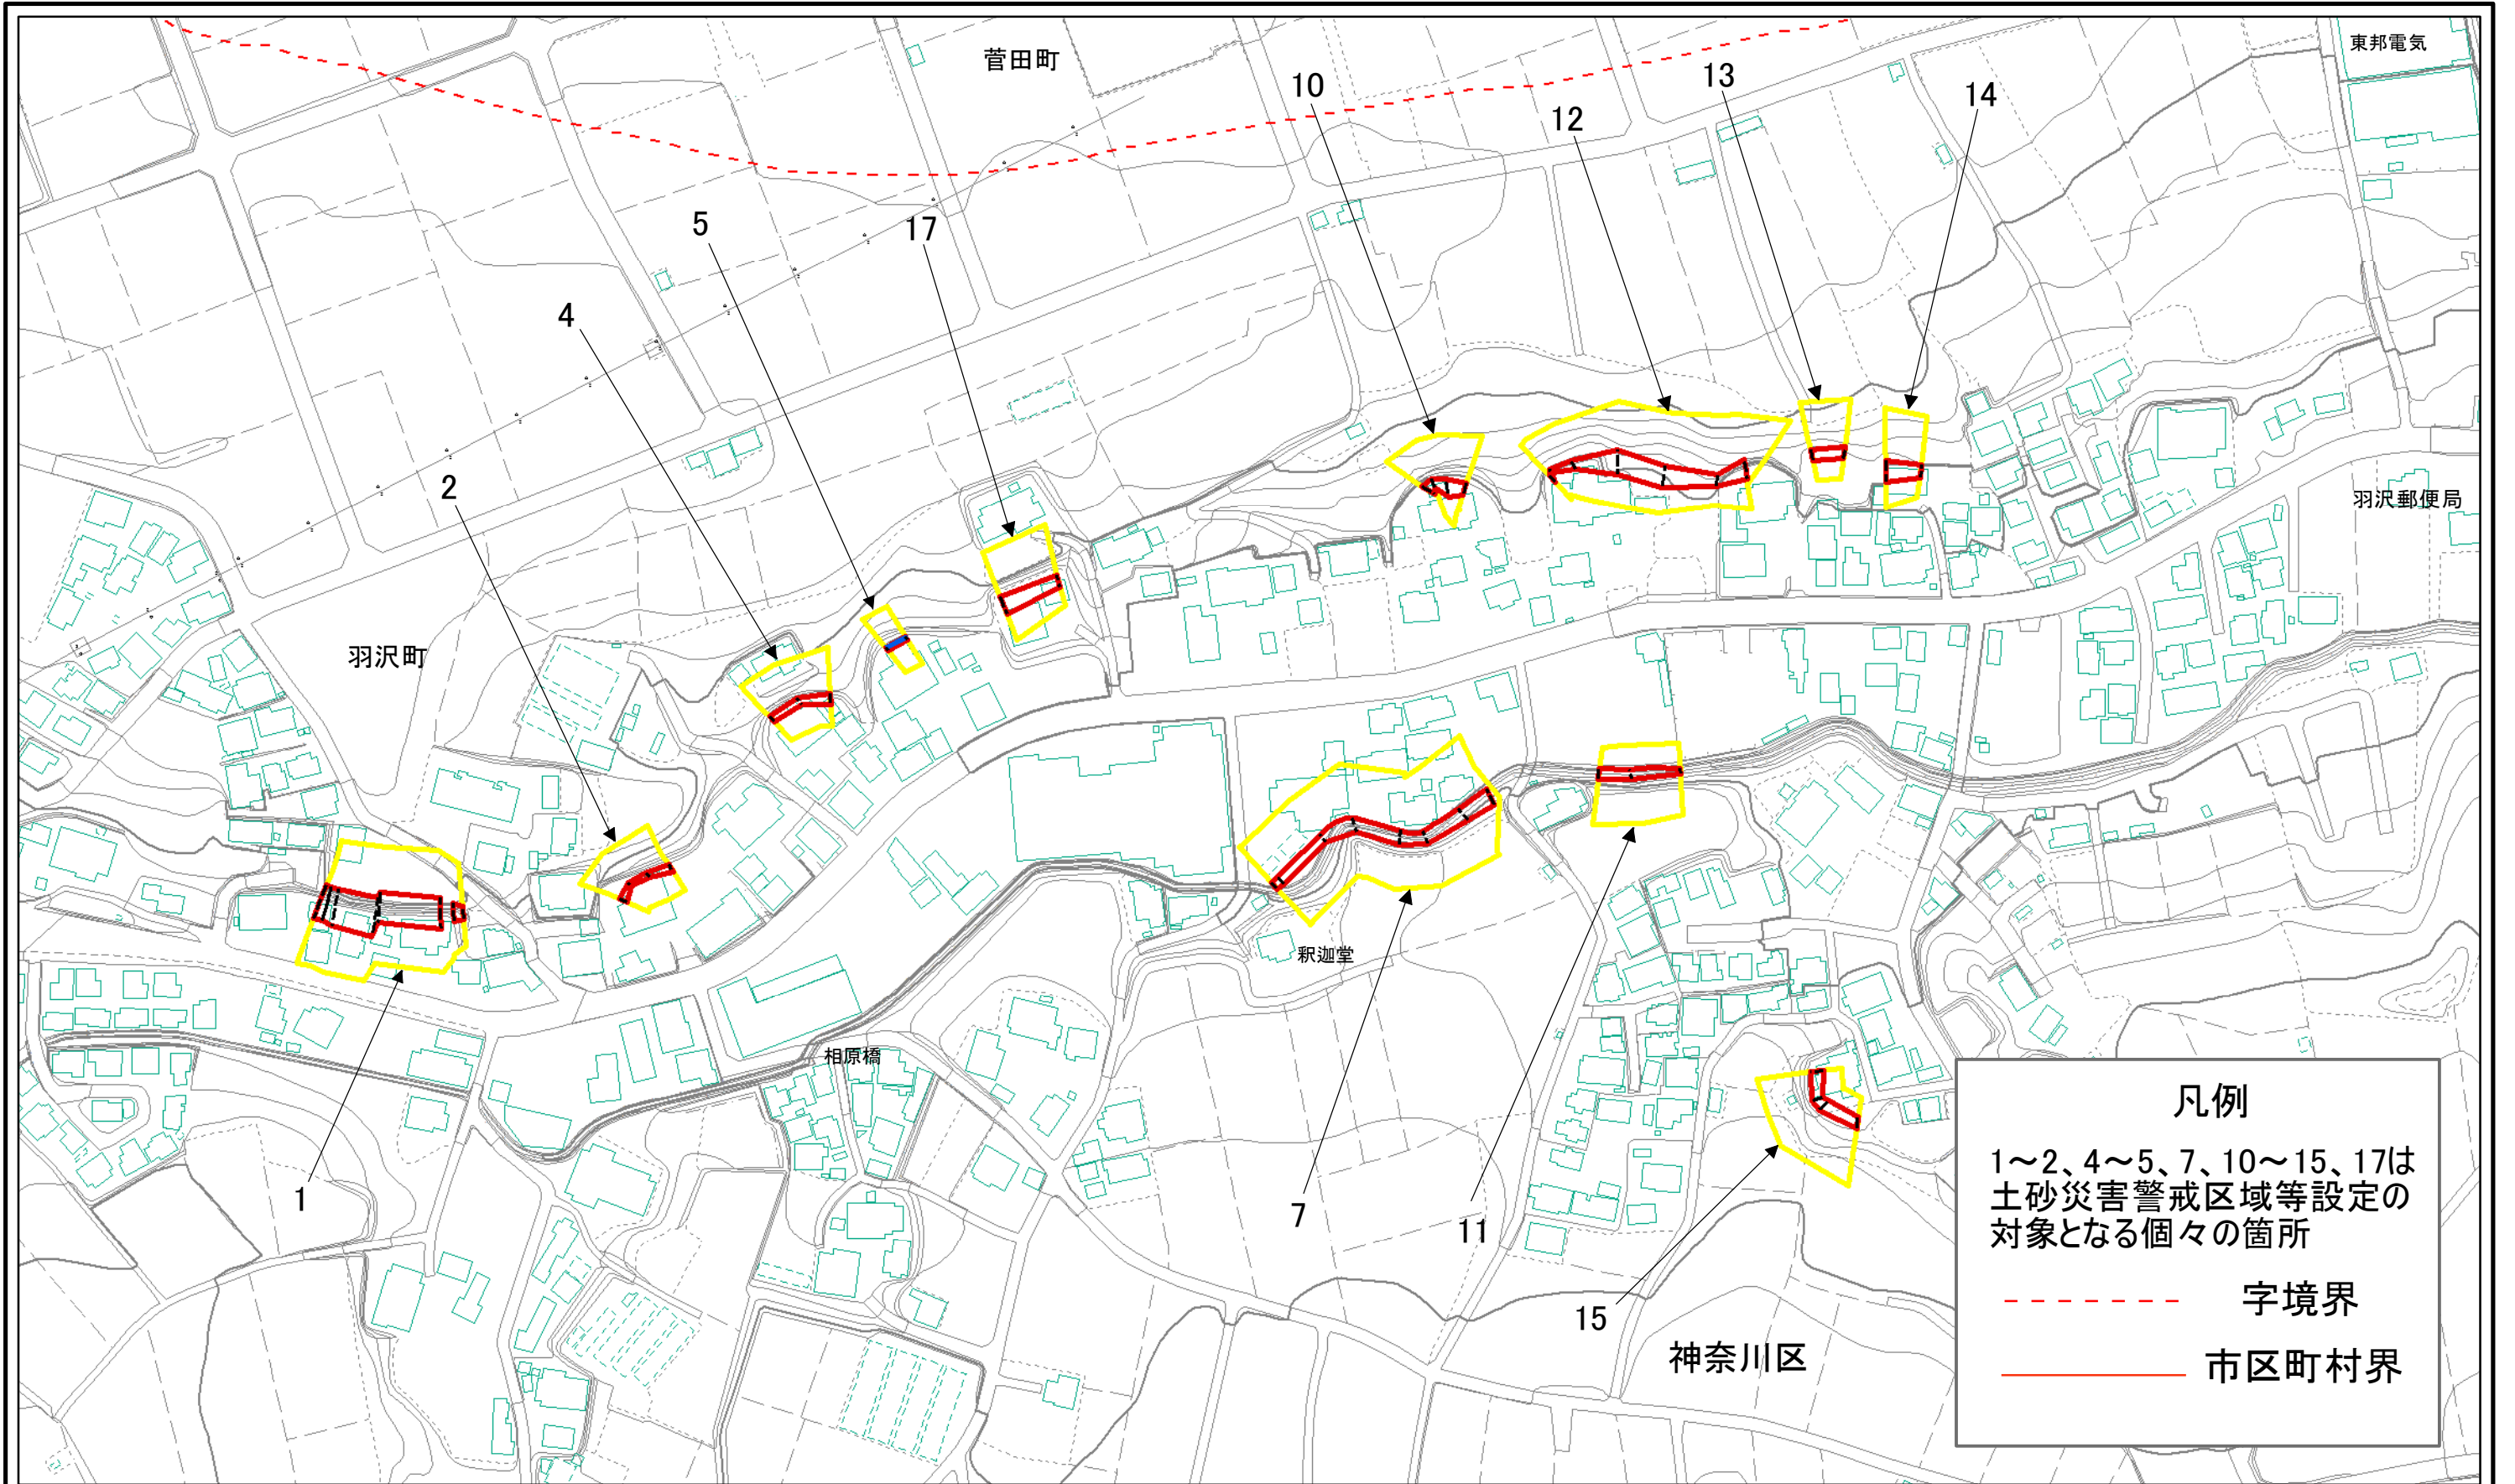 菅田町
東邦電気
13
10
14
12
5
17
4
2
羽沢郵便局
羽沢町
釈迦堂
相原橋
1
7
11
15
神奈川区
凡例
1～2、4～5、7、10～15、17は
土砂災害警戒区域等設定の
対象となる個々の箇所
字境界
市区町村界